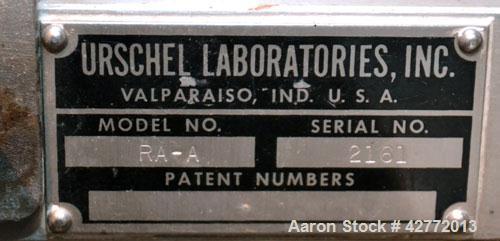 URSCHEL LABORATORIES, INC.
VALPARAISO, IND. U. S. A.
MODEL NO. SERIAL NO.
RA-A 2161
PATENT NUMBERS
Aaron Stock # 42772013